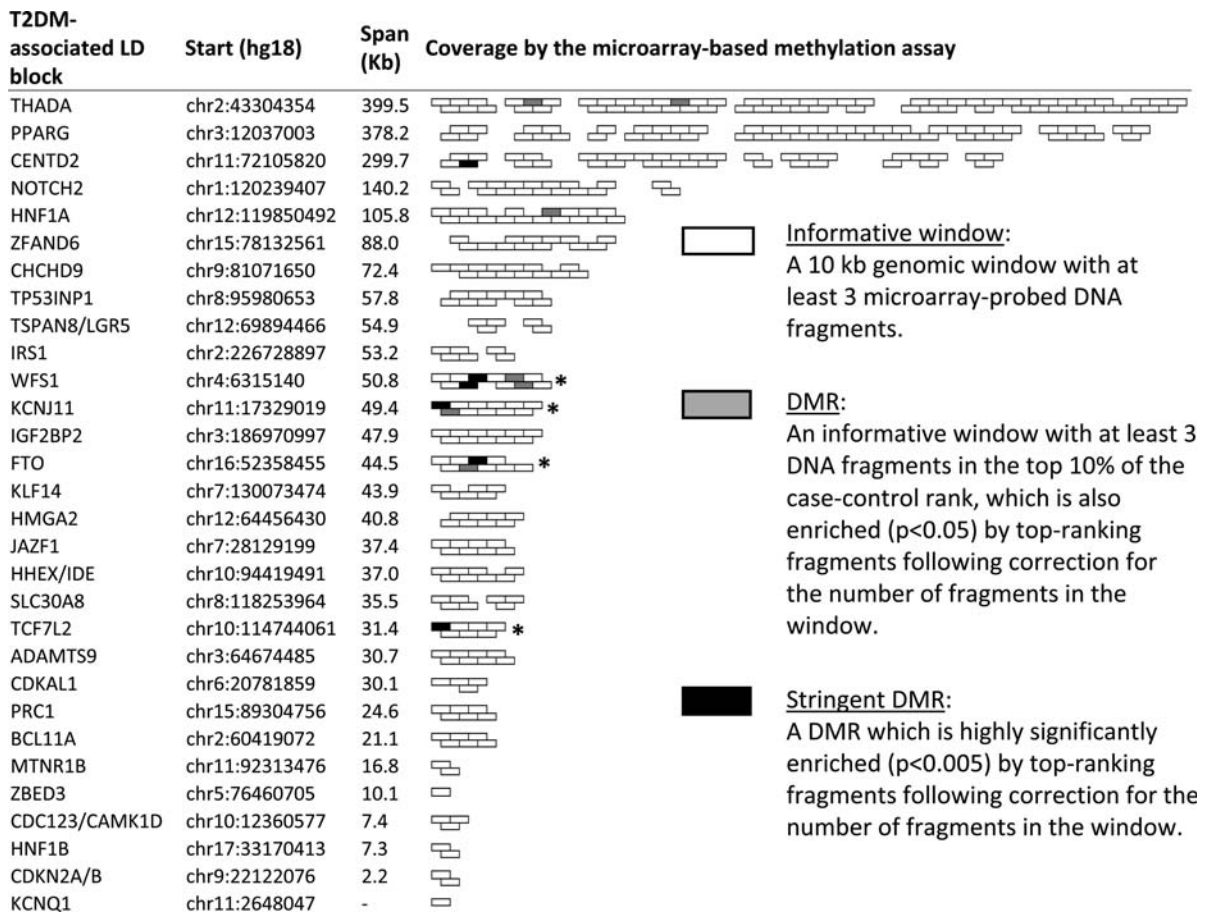 T2DM-associated LD block Start (hg18) Span (Kb) Coverage by the microarray-based methylation assay
THADA chr2:43304354 399.5
PPARG chr3:12037003 378.2
CENTD2 chr11:72105820 299.7
NOTCH2 chr1:120239407 140.2
HNF1A chr12:119850492 105.8
ZFAND6 chr15:78132561 88.0
CHCHD9 chr9:81071650 72.4
TP53INP1 chr8:95980653 57.8
TSPAN8/LGR5 chr12:69894466 54.9
IRS1 chr2:226728897 53.2
WFS1 chr4:6315140 50.8 *
KCNJ11 chr11:17329019 49.4 *
IGF2BP2 chr3:186970997 47.9
FTO chr16:52358455 44.5 *
KLF14 chr7:130073474 43.9
HMGA2 chr12:64456430 40.8
JAZF1 chr7:28129199 37.4
HHEX/IDE chr10:94419491 37.0
SLC30A8 chr8:118253964 35.5
TCF7L2 chr10:114744061 31.4 *
ADAMTS9 chr3:64674485 30.7
CDKAL1 chr6:20781859 30.1
PRC1 chr15:89304756 24.6
BCL11A chr2:60419072 21.1
MTNR1B chr11:92313476 16.8
ZBED3 chr5:76460705 10.1
CDC123/CAMK1D chr10:12360577 7.4
HNF1B chr17:33170413 7.3
CDKN2A/B chr9:22122076 2.2
KCNQ1 chr11:2648047 -
Informative window:
A 10 kb genomic window with at
least 3 microarray-probed DNA
fragments.
DMR:
An informative window with at least 3
DNA fragments in the top 10% of the
case-control rank, which is also
enriched (p<0.05) by top-ranking
fragments following correction for
the number of fragments in the
window.
Stringent DMR:
A DMR which is highly significantly
enriched (p<0.005) by top-ranking
fragments following correction for the
number of fragments in the window.